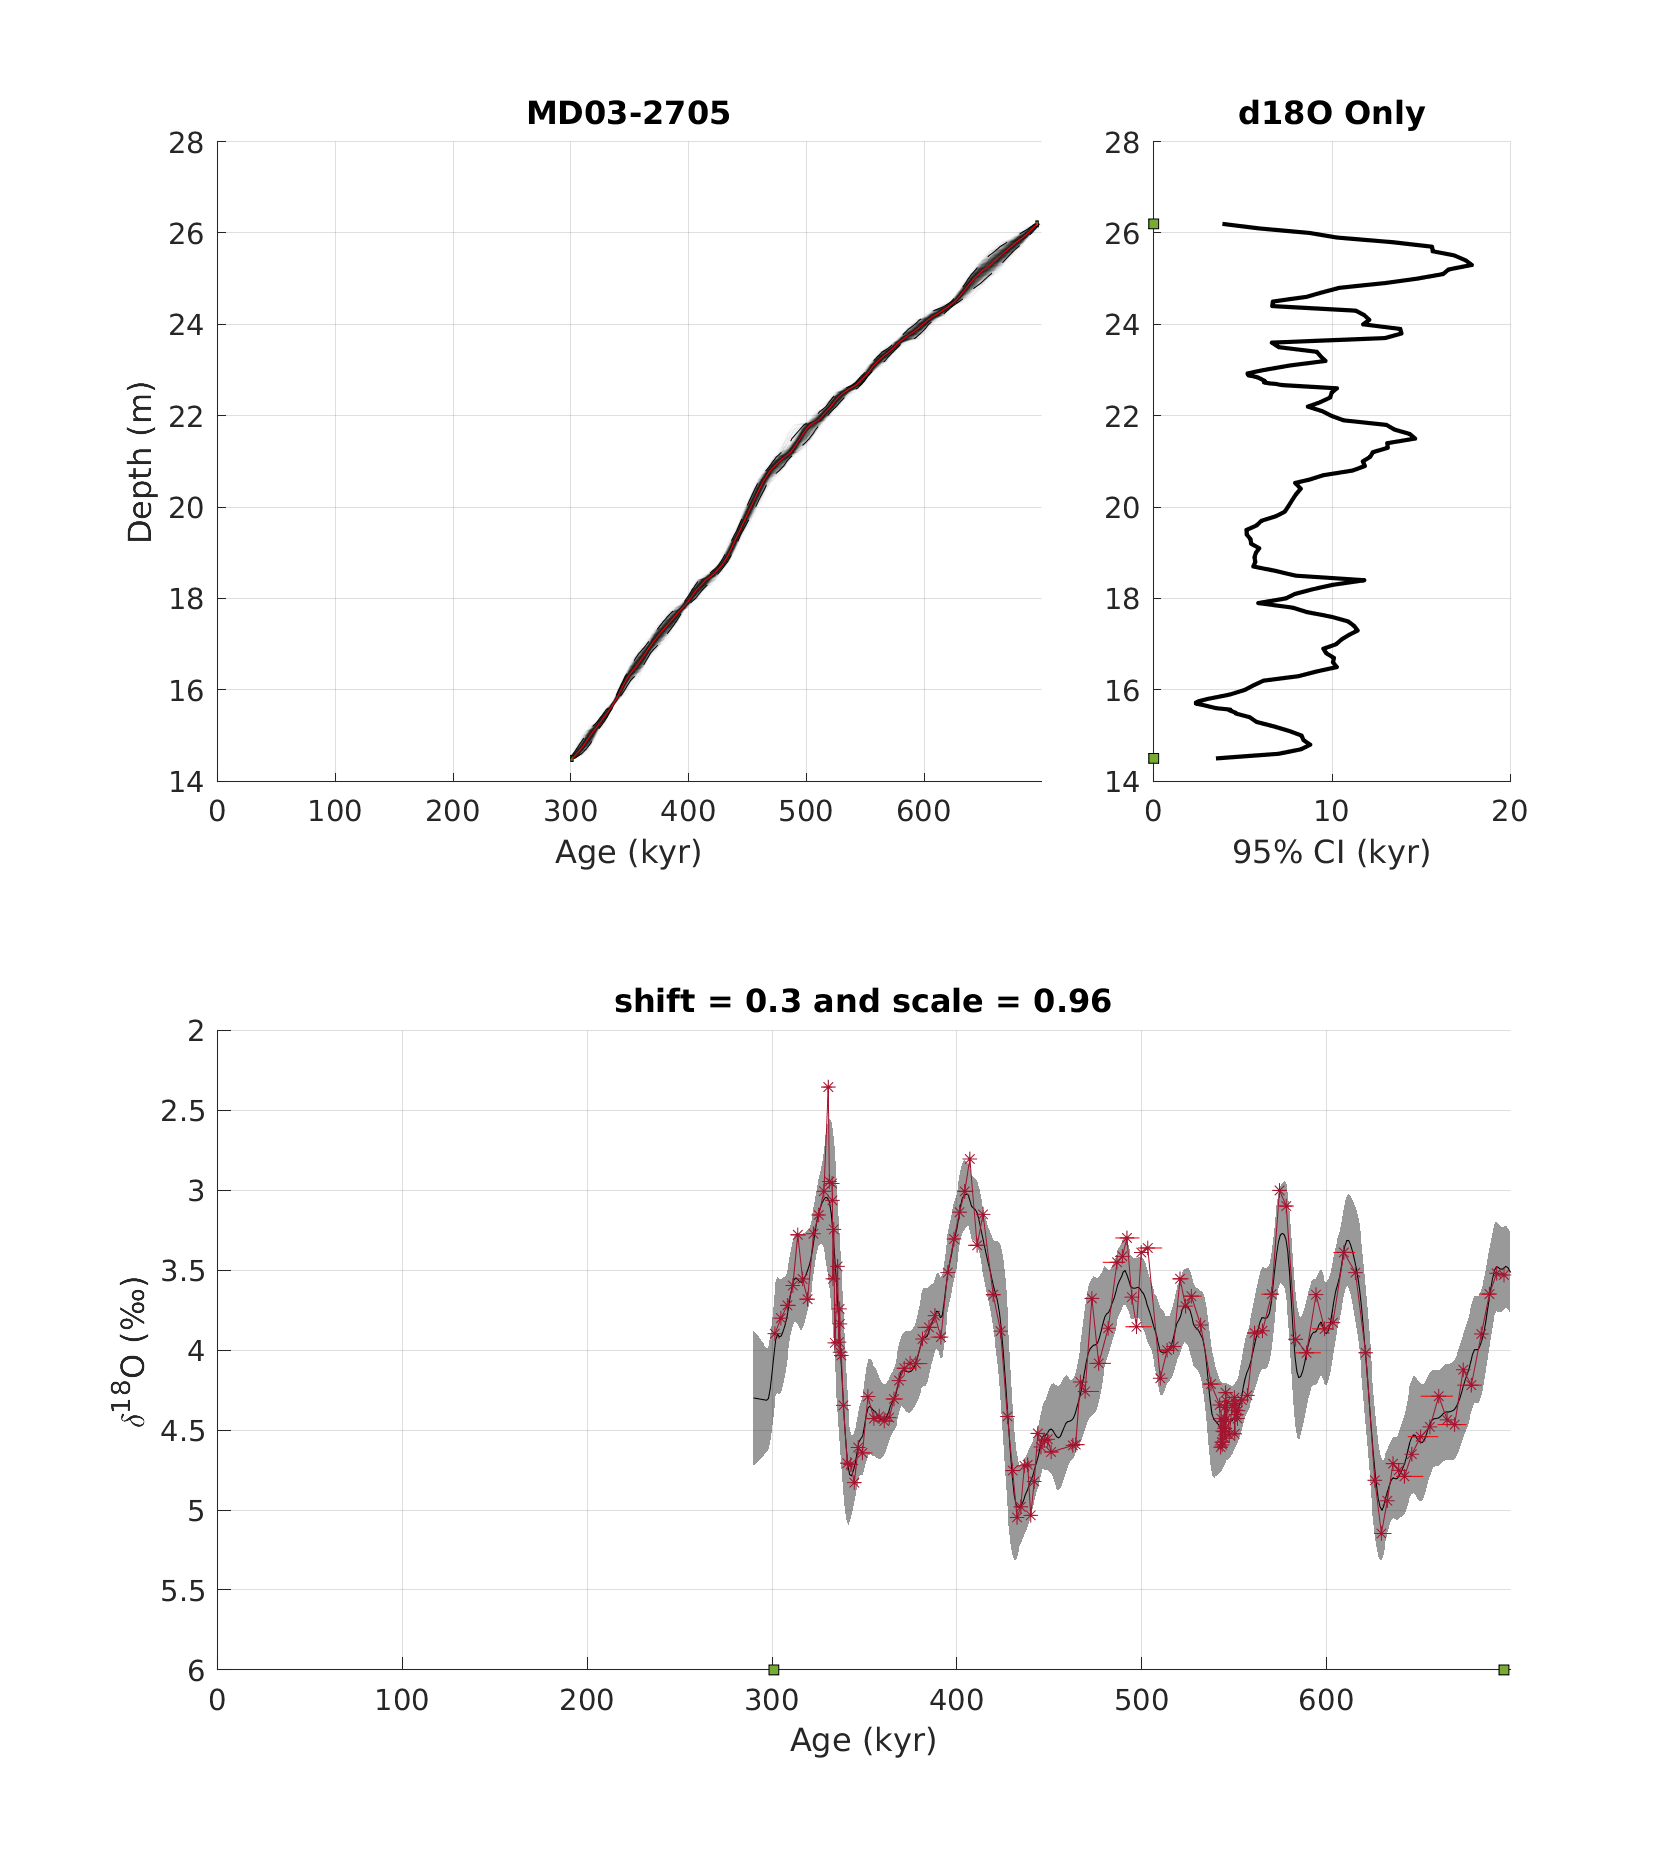 MD03-2705
28
26
24
22
20
18
16
14
0 100 200 300 400 500 600
Depth (m)
Age (kyr)
d18O Only
28
26
24
22
20
18
16
14
0 10 20
95% CI (kyr)
shift = 0.3 and scale = 0.96
2
2.5
3
3.5
4
4.5
5
5.5
6
0 100 200 300 400 500 600
δ¹⁸O (‰)
Age (kyr)